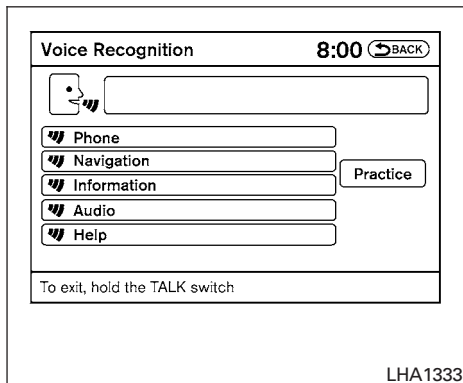 Voice Recognition 8:00 BACK
Phone
Navigation
Information
Audio
Help
Practice
To exit, hold the TALK switch
LHA1333